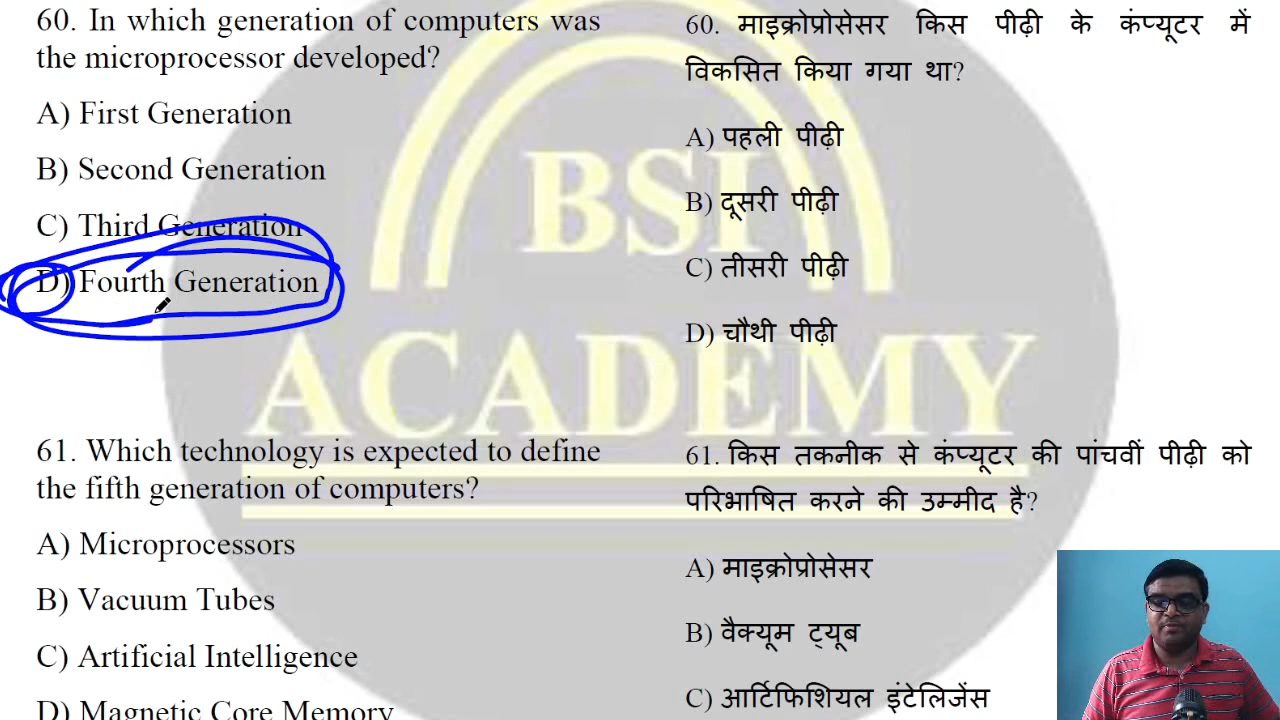 60. In which generation of computers was
the microprocessor developed?
A) First Generation
B) Second Generation
C) Third Generation
D) Fourth Generation
60. माइक्रोप्रोसेसर किस पीढ़ी के कंप्यूटर में
विकसित किया गया था?
A) पहली पीढ़ी
B) दूसरी पीढ़ी
C) तीसरी पीढ़ी
D) चौथी पीढ़ी
BSI
ACADEMY
61. Which technology is expected to define
the fifth generation of computers?
A) Microprocessors
B) Vacuum Tubes
C) Artificial Intelligence
D) Magnetic Core Memory
61. किस तकनीक से कंप्यूटर की पांचवीं पीढ़ी को
परिभाषित करने की उम्मीद है?
A) माइक्रोप्रोसेसर
B) वैक्यूम ट्यूब
C) आर्टिफिशियल इंटेलिजेंस